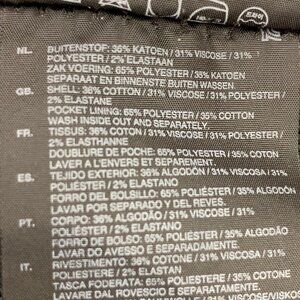 NL: BUITENSTOF: 36% KATOEN / 31% VISCOSE / 31%
POLYESTER / 2% ELASTAAN
ZAK VOERING: 65% POLYESTER / 35% KATOEN
SEPARAAT EN BINNENSTE BUITEN WASSEN
GB: SHELL: 36% COTTON / 31% VISCOSE / 31% POLYESTER /
2% ELASTANE
POCKET LINING: 65% POLYESTER / 35% COTTON
WASH INSIDE OUT AND SEPARATELY
FR: TISSUS: 36% COTON / 31% VISCOSE / 31% POLYESTER /
2% ELASTHANNE
DOUBLURE DE POCHE: 65% POLYESTER / 35% COTON
LAVER A L'ENVERS ET SEPAREMENT.
ES: TEJIDO EXTERIOR: 36% ALGODÓN / 31% VISCOSA / 31%
POLIÉSTER / 2% ELASTANO
FORRO DEL BOLSILLO: 65% POLIÉSTER / 35% ALGODÓN
LAVAR POR SEPARADO Y DEL REVES.
PT: CORPO: 36% ALGODÃO / 31% VISCOSE / 31%
POLIÉSTER / 2% ELASTANO
FORRO DO BOLSO: 65% POLIÉSTER / 35% ALGODÃO
LAVAR DO AVESSO E SEPARADAMENTE.
IT: RIVESTIMENTO: 36% COTONE / 31% VISCOSA / 31%
POLIESTERE / 2% ELASTAN
TASCA FODERATA: 65% POLIESTERE / 35% COTONE
LAVARE DAL ROVESCIO E SEPARATAMENTE.